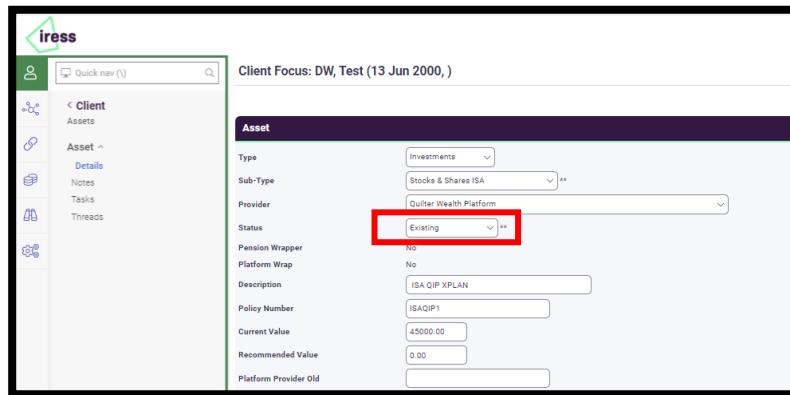 iress
Quick nav (\)
Client Focus: DW, Test (13 Jun 2000, )
< Client
Assets
Asset
Details
Notes
Tasks
Threads
Asset
Type Investments
Sub-Type Stocks & Shares ISA **
Provider Quilter Wealth Platform
Status Existing **
Pension Wrapper No
Platform Wrap No
Description ISA QIP XPLAN
Policy Number ISAQIP1
Current Value 45000.00
Recommended Value 0.00
Platform Provider Old